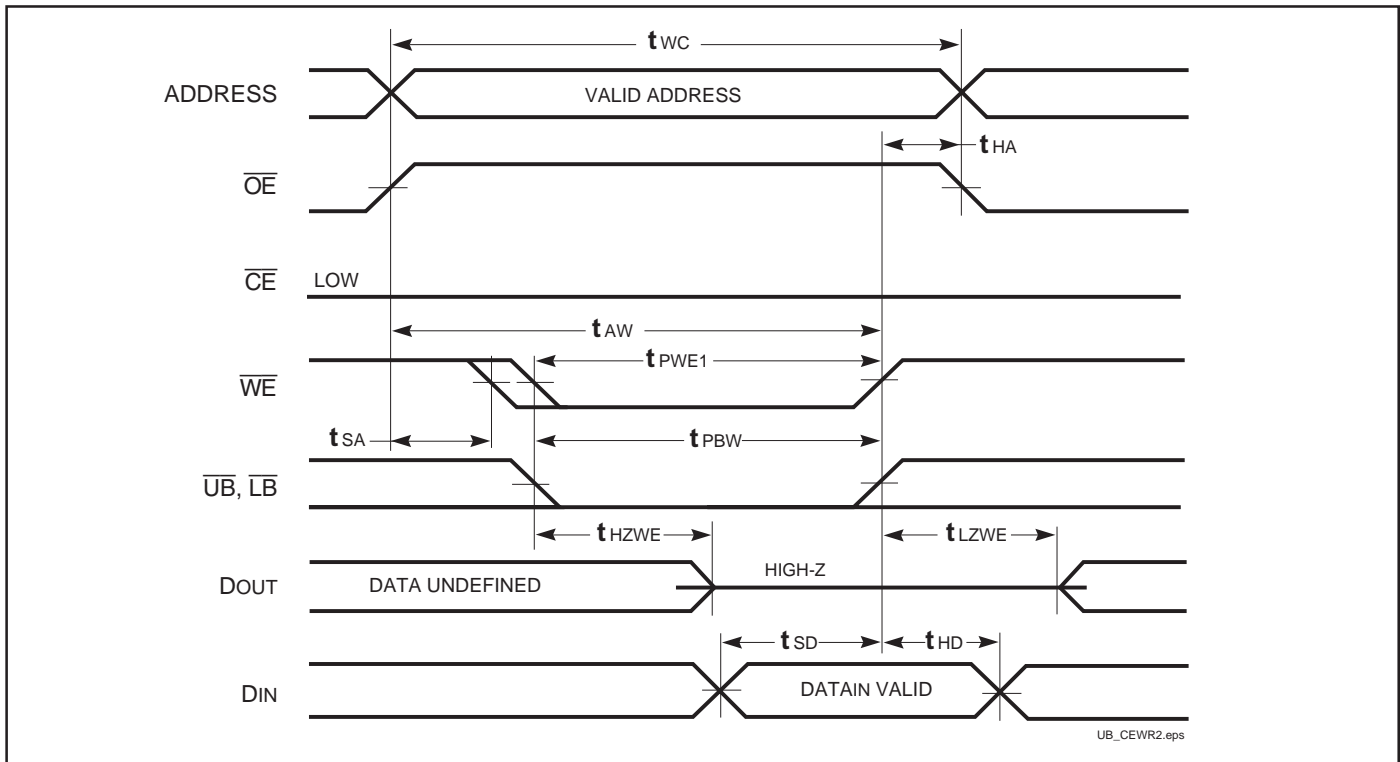 tWC
ADDRESS
VALID ADDRESS
tHA
OE
CE
LOW
tAW
WE
tPWE1
tSA
tPBW
UB, LB
tHZWE
tLZWE
DOUT
DATA UNDEFINED
HIGH-Z
tSD
tHD
DIN
DATAIN VALID
UB_CEWR2.eps